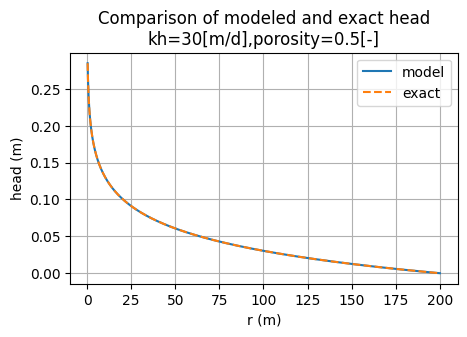 Comparison of modeled and exact head
kh=30[m/d],porosity=0.5[-]
model
exact
head (m)
0.25
0.20
0.15
0.10
0.05
0.00
0 25 50 75 100 125 150 175 200
r (m)